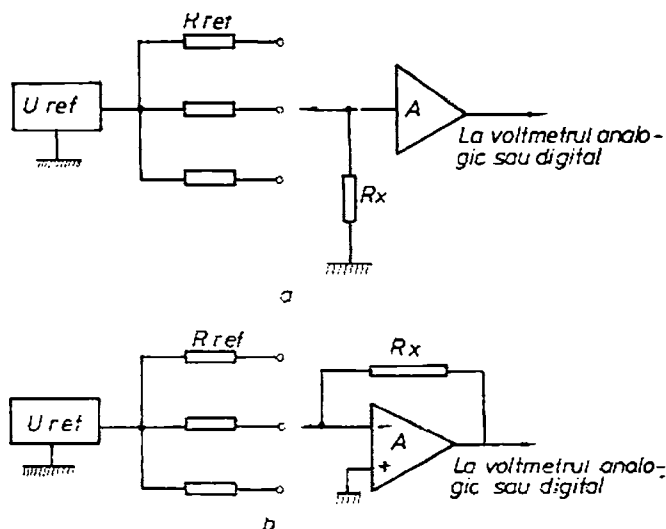 R ref
U ref
A
La voltmetrul analo-
gic sau digital
Rx
a
R ref
Rx
U ref
-
A
+
La voltmetrul analo-
gic sau digital
b